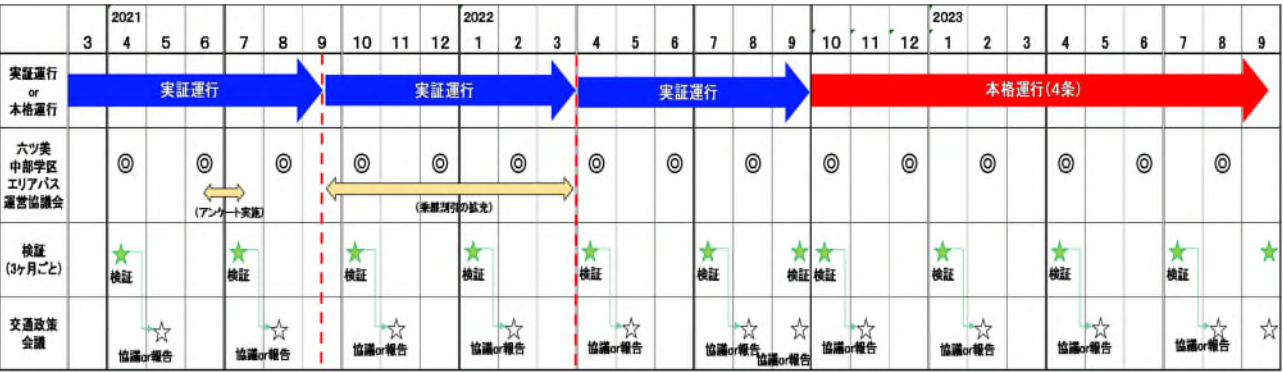 2021 2022 2023
3 4 5 6 7 8 9 10 11 12 1 2 3 4 5 6 7 8 9 10 11 12 1 2 3 4 5 6 7 8 9
実証運行
or
本格運行
実証運行 実証運行 実証運行 本格運行(4条)
六ツ美
中部学区
エリアバス
運営協議会
◎ ◎ ◎ ◎ ◎ ◎ ◎ ◎ ◎ ◎ ◎ ◎ ◎ ◎ ◎
(アンケート実施) (乗継割引の拡充)
検証
(3ヶ月ごと)
検証 検証 検証 検証 検証 検証 検証 検証 検証 検証 検証
交通政策
会議
協議or報告 協議or報告 協議or報告 協議or報告 協議or報告 協議or報告 協議or報告 協議or報告 協議or報告 協議or報告 協議or報告